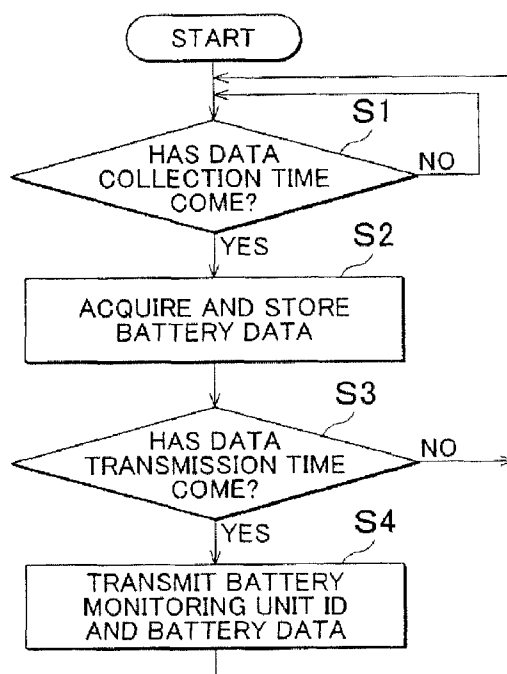 START
S1
HAS DATA
COLLECTION TIME
COME?
NO
YES
S2
ACQUIRE AND STORE
BATTERY DATA
S3
HAS DATA
TRANSMISSION TIME
COME?
NO
YES
S4
TRANSMIT BATTERY
MONITORING UNIT ID
AND BATTERY DATA